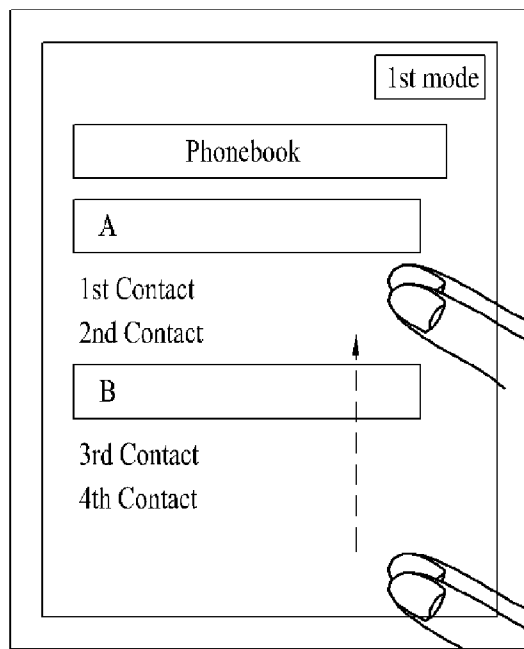 1st mode
Phonebook
A
1st Contact
2nd Contact
B
3rd Contact
4th Contact